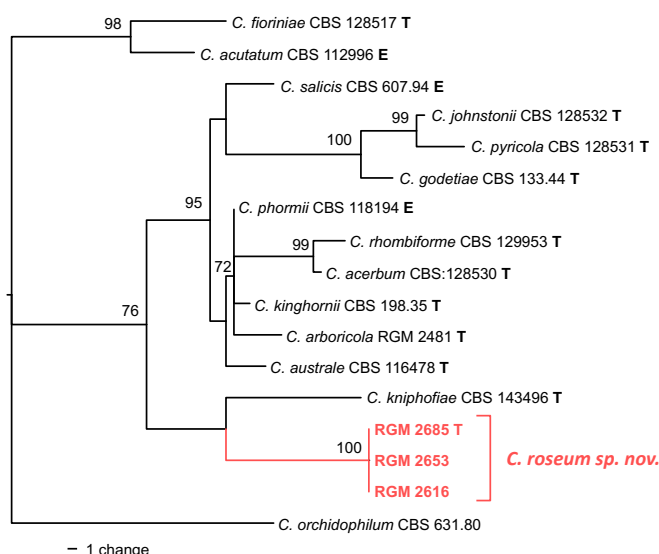 98
C. fioriniae CBS 128517 T
C. acutatum CBS 112996 E
C. salicis CBS 607.94 E
99
C. johnstonii CBS 128532 T
100
C. pyricola CBS 128531 T
C. godetiae CBS 133.44 T
95
C. phormii CBS 118194 E
99
C. rhombiforme CBS 129953 T
72
C. acerbum CBS:128530 T
76
C. kinghornii CBS 198.35 T
C. arboricola RGM 2481 T
C. australe CBS 116478 T
C. kniphofiae CBS 143496 T
100
RGM 2685 T
RGM 2653
RGM 2616
C. roseum sp. nov.
C. orchidophilum CBS 631.80
1 change